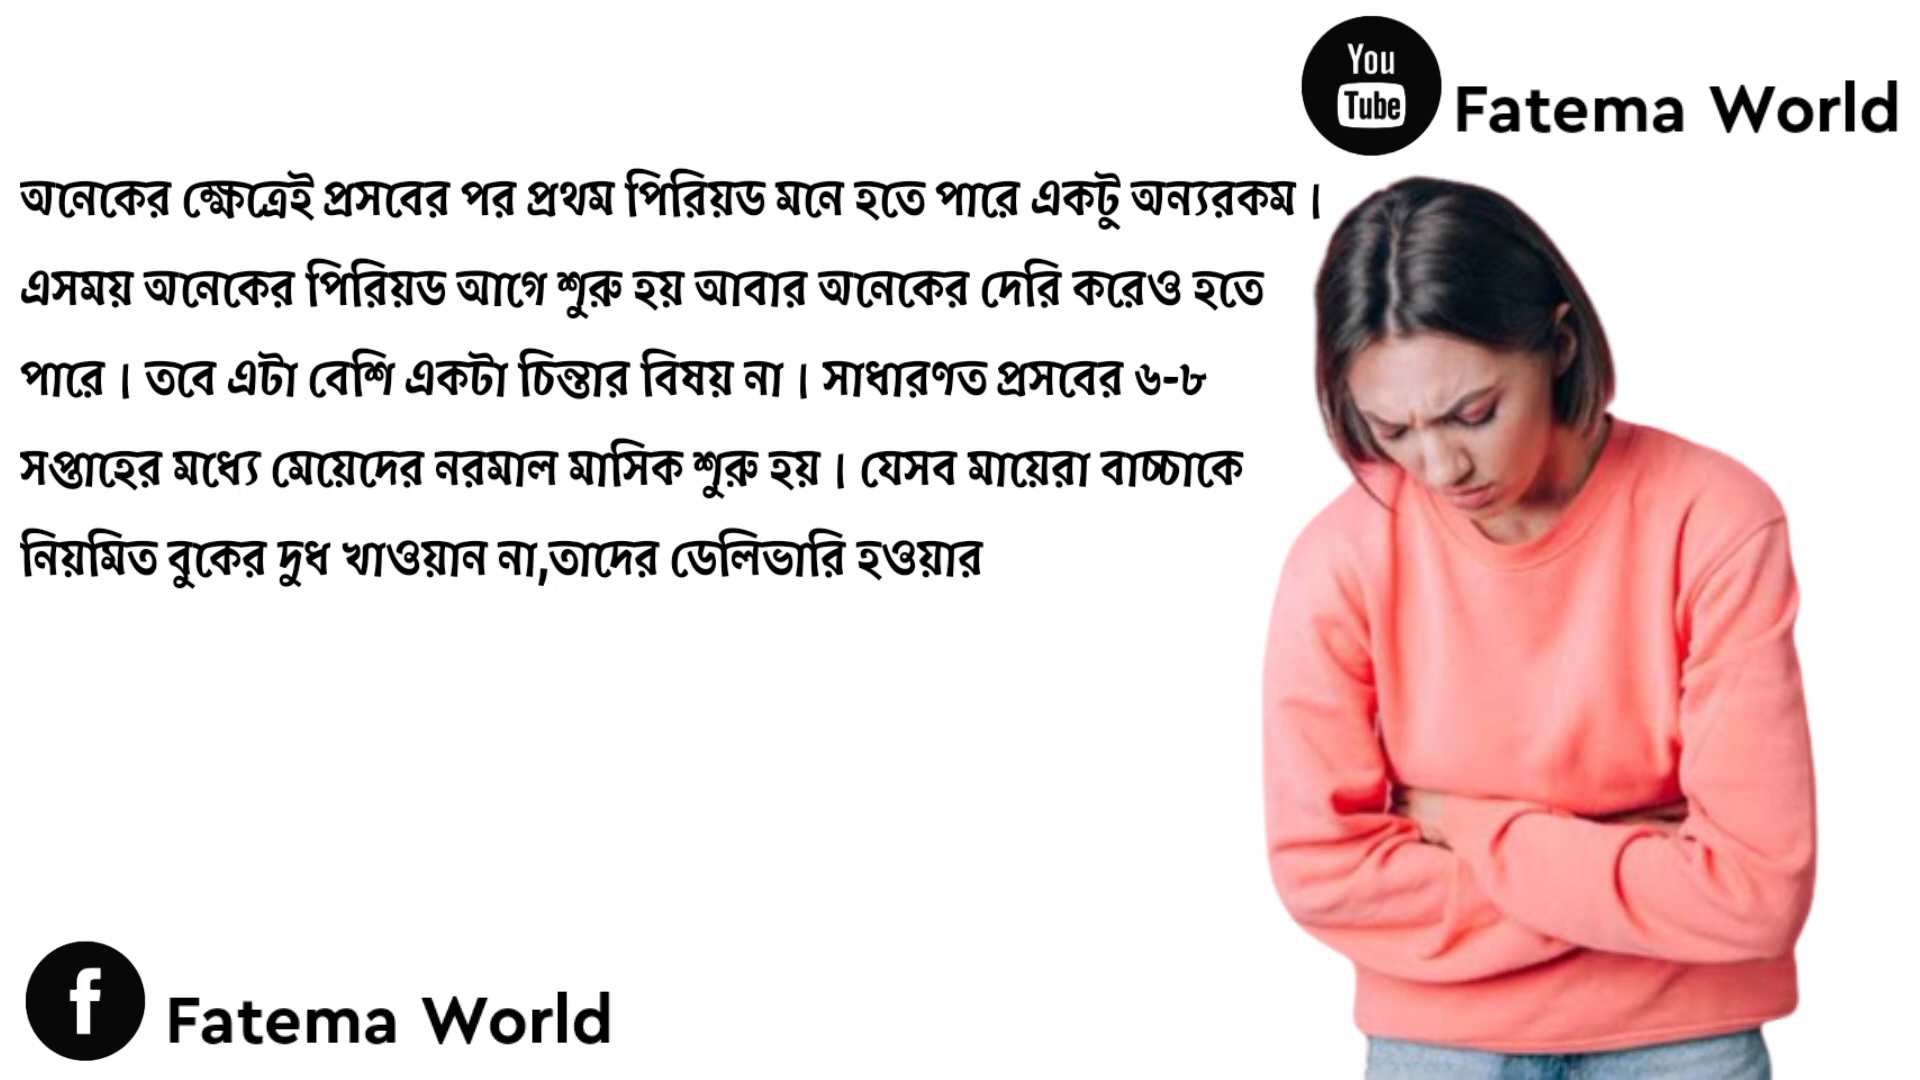 You
Tube
Fatema World
অনেকের ক্ষেত্রেই প্রসবের পর প্রথম পিরিয়ড মনে হতে পারে একটু অন্যরকম।
এসময় অনেকের পিরিয়ড আগে শুরু হয় আবার অনেকের দেরি করেও হতে
পারে। তবে এটা বেশি একটা চিন্তার বিষয় না। সাধারণত প্রসবের ৬-৮
সপ্তাহের মধ্যে মেয়েদের নরমাল মাসিক শুরু হয়। যেসব মায়েরা বাচ্চাকে
নিয়মিত বুকের দুধ খাওয়ান না,তাদের ডেলিভারি হওয়ার
f
Fatema World